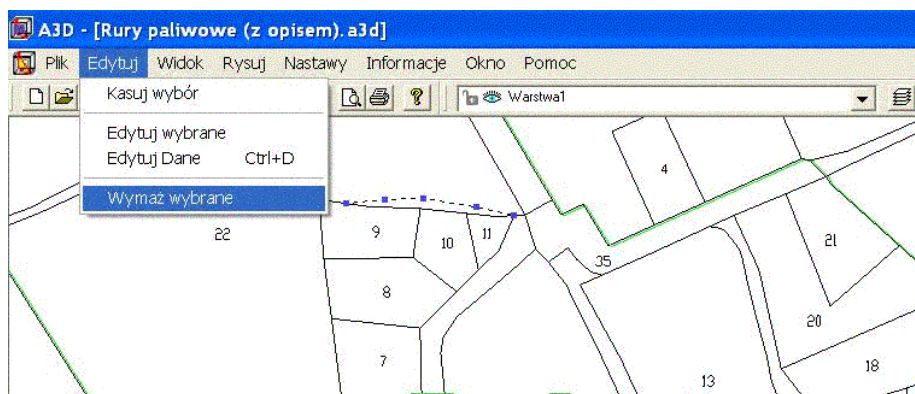 A3D - [Rury paliwowe (z opisem).a3d]
Plik Edytuj Widok Rysuj Nastawy Informacje Okno Pomoc
Kasuj wybór
Edytuj wybrane
Edytuj Dane Ctrl+D
Wymaż wybrane
? Warstwa1
4
22
9
10
11
35
21
8
20
7
13
18